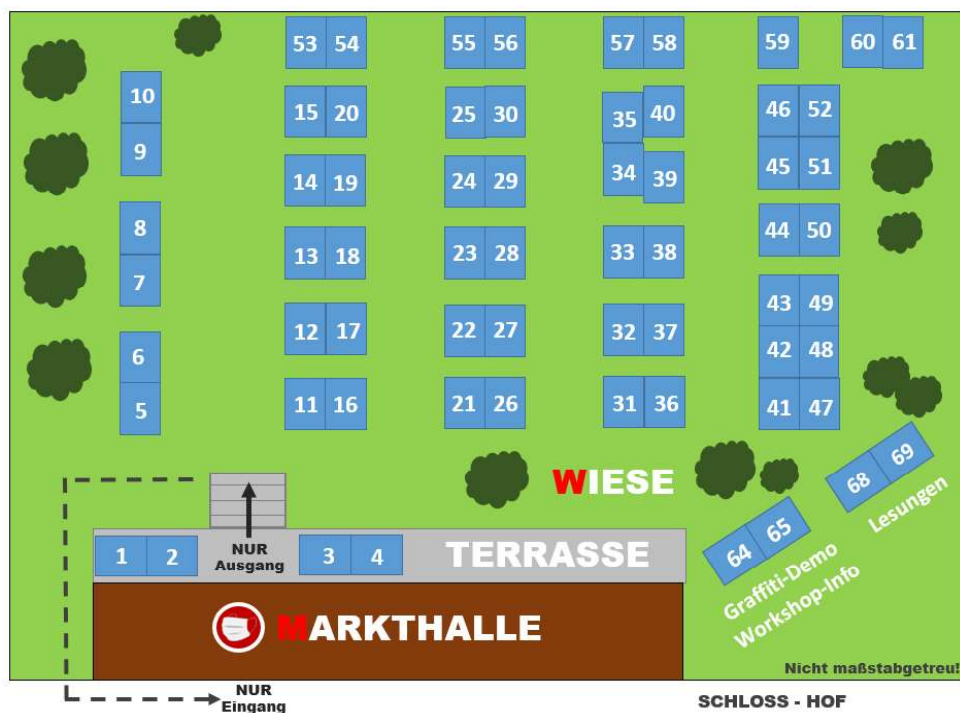 53 54 55 56 57 58 59 60 61
10
15 20 25 30 35 40 46 52
9
14 19 24 29 34 39 45 51
8
13 18 23 28 33 38 44 50
7
43 49
12 17 22 27 32 37
6
42 48
5
11 16 21 26 31 36 41 47
WIESE
68 69
Lesungen
64 65
Graffiti-Demo
Workshop-Info
1 2
NUR
Ausgang
3 4
TERRASSE
MARKTHALLE
Nicht maßstabgetreu!
NUR
Eingang
SCHLOSS - HOF